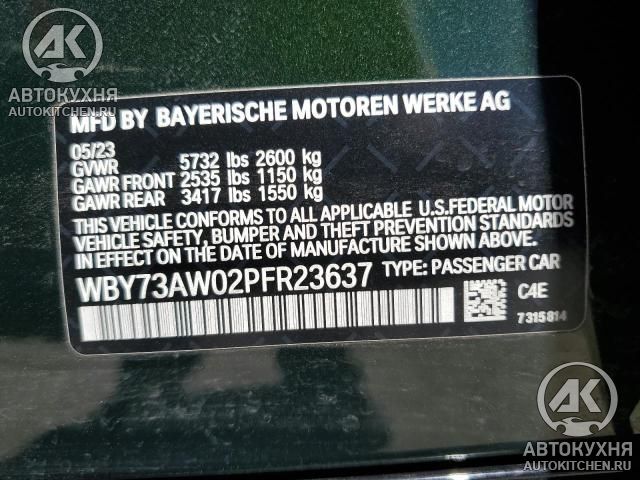 AK
АВТОКУХНЯ
AUTOKITCHEN.RU
MFD BY BAYERISCHE MOTOREN WERKE AG
05/23
GVWR 5732 lbs 2600 kg
GAWR FRONT 2535 lbs 1150 kg
GAWR REAR 3417 lbs 1550 kg
THIS VEHICLE CONFORMS TO ALL APPLICABLE U.S.FEDERAL MOTOR
VEHICLE SAFETY, BUMPER, AND THEFT PREVENTION STANDARDS
IN EFFECT ON THE DATE OF MANUFACTURE SHOWN ABOVE.
WBY73AW02PFR23637 TYPE: PASSENGER CAR
C4E
7315814
AK
АВТОКУХНЯ
AUTOKITCHEN.RU